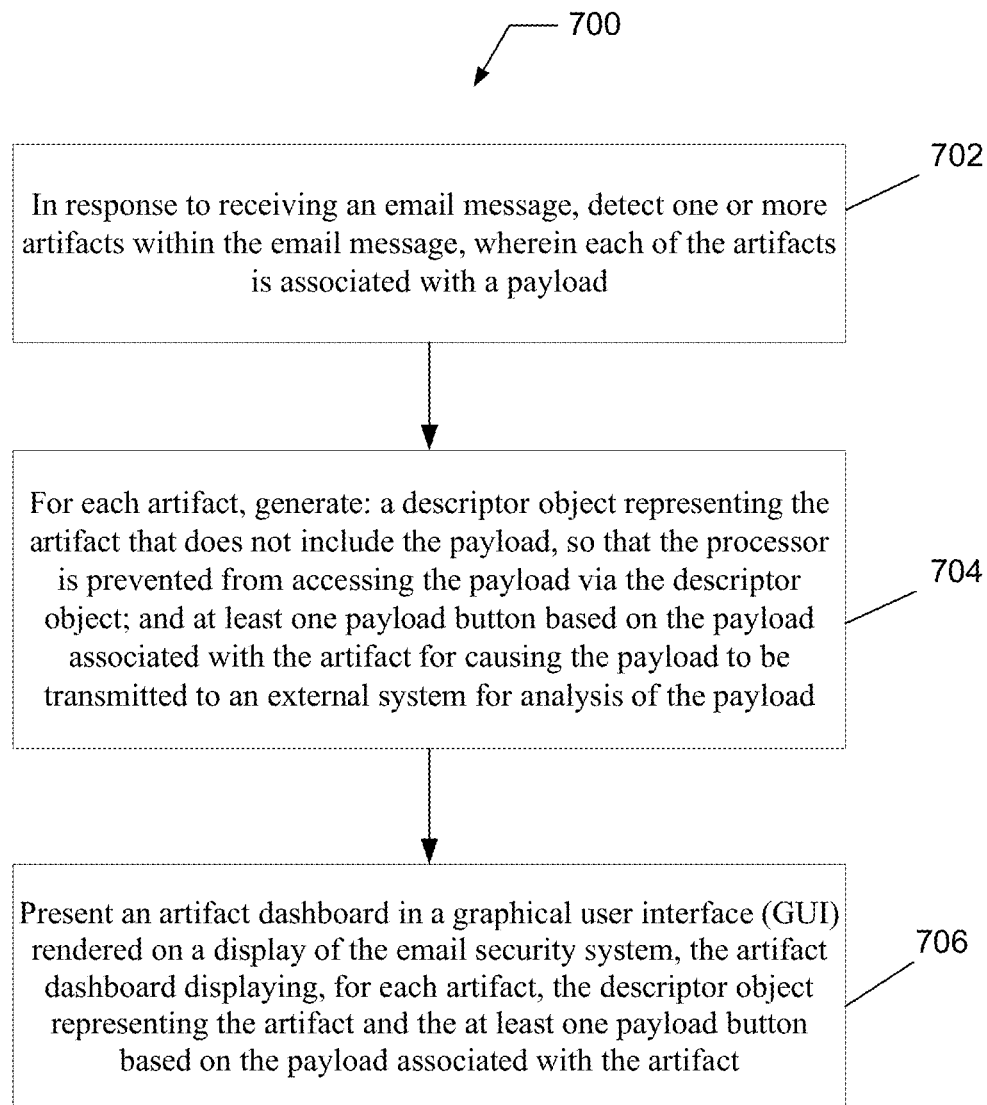 700
702
In response to receiving an email message, detect one or more
artifacts within the email message, wherein each of the artifacts
is associated with a payload
For each artifact, generate: a descriptor object representing the
artifact that does not include the payload, so that the processor
is prevented from accessing the payload via the descriptor
object; and at least one payload button based on the payload
associated with the artifact for causing the payload to be
transmitted to an external system for analysis of the payload
704
Present an artifact dashboard in a graphical user interface (GUI)
rendered on a display of the email security system, the artifact
dashboard displaying, for each artifact, the descriptor object
representing the artifact and the at least one payload button
based on the payload associated with the artifact
706